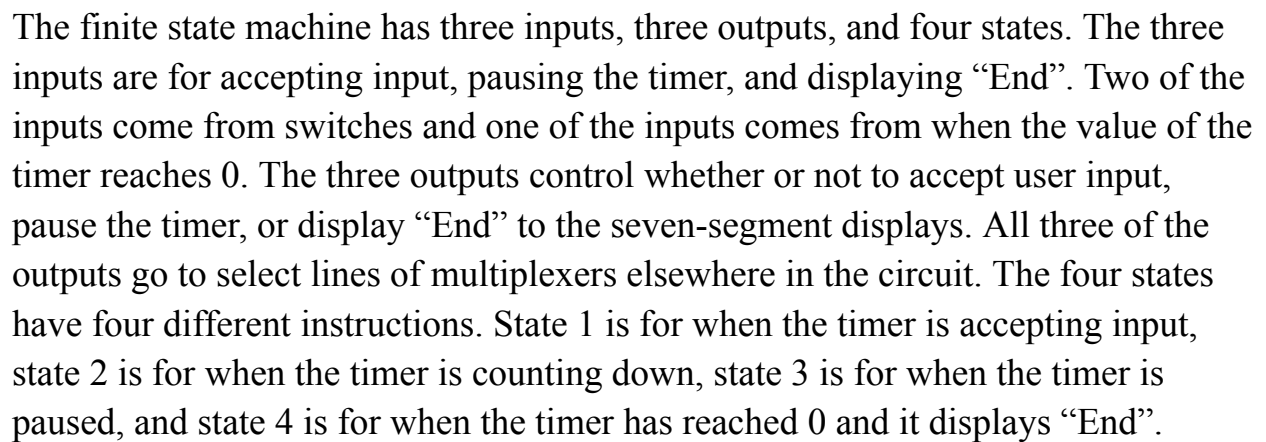 The finite state machine has three inputs, three outputs, and four states. The three
inputs are for accepting input, pausing the timer, and displaying “End”. Two of the
inputs come from switches and one of the inputs comes from when the value of the
timer reaches 0. The three outputs control whether or not to accept user input,
pause the timer, or display “End” to the seven-segment displays. All three of the
outputs go to select lines of multiplexers elsewhere in the circuit. The four states
have four different instructions. State 1 is for when the timer is accepting input,
state 2 is for when the timer is counting down, state 3 is for when the timer is
paused, and state 4 is for when the timer has reached 0 and it displays “End”.